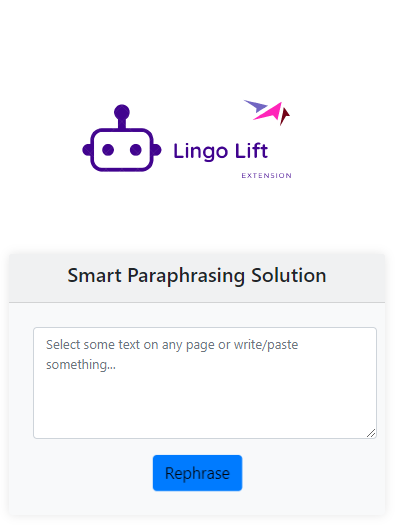 Lingo Lift
EXTENSION
Smart Paraphrasing Solution
Select some text on any page or write/paste
something...
Rephrase